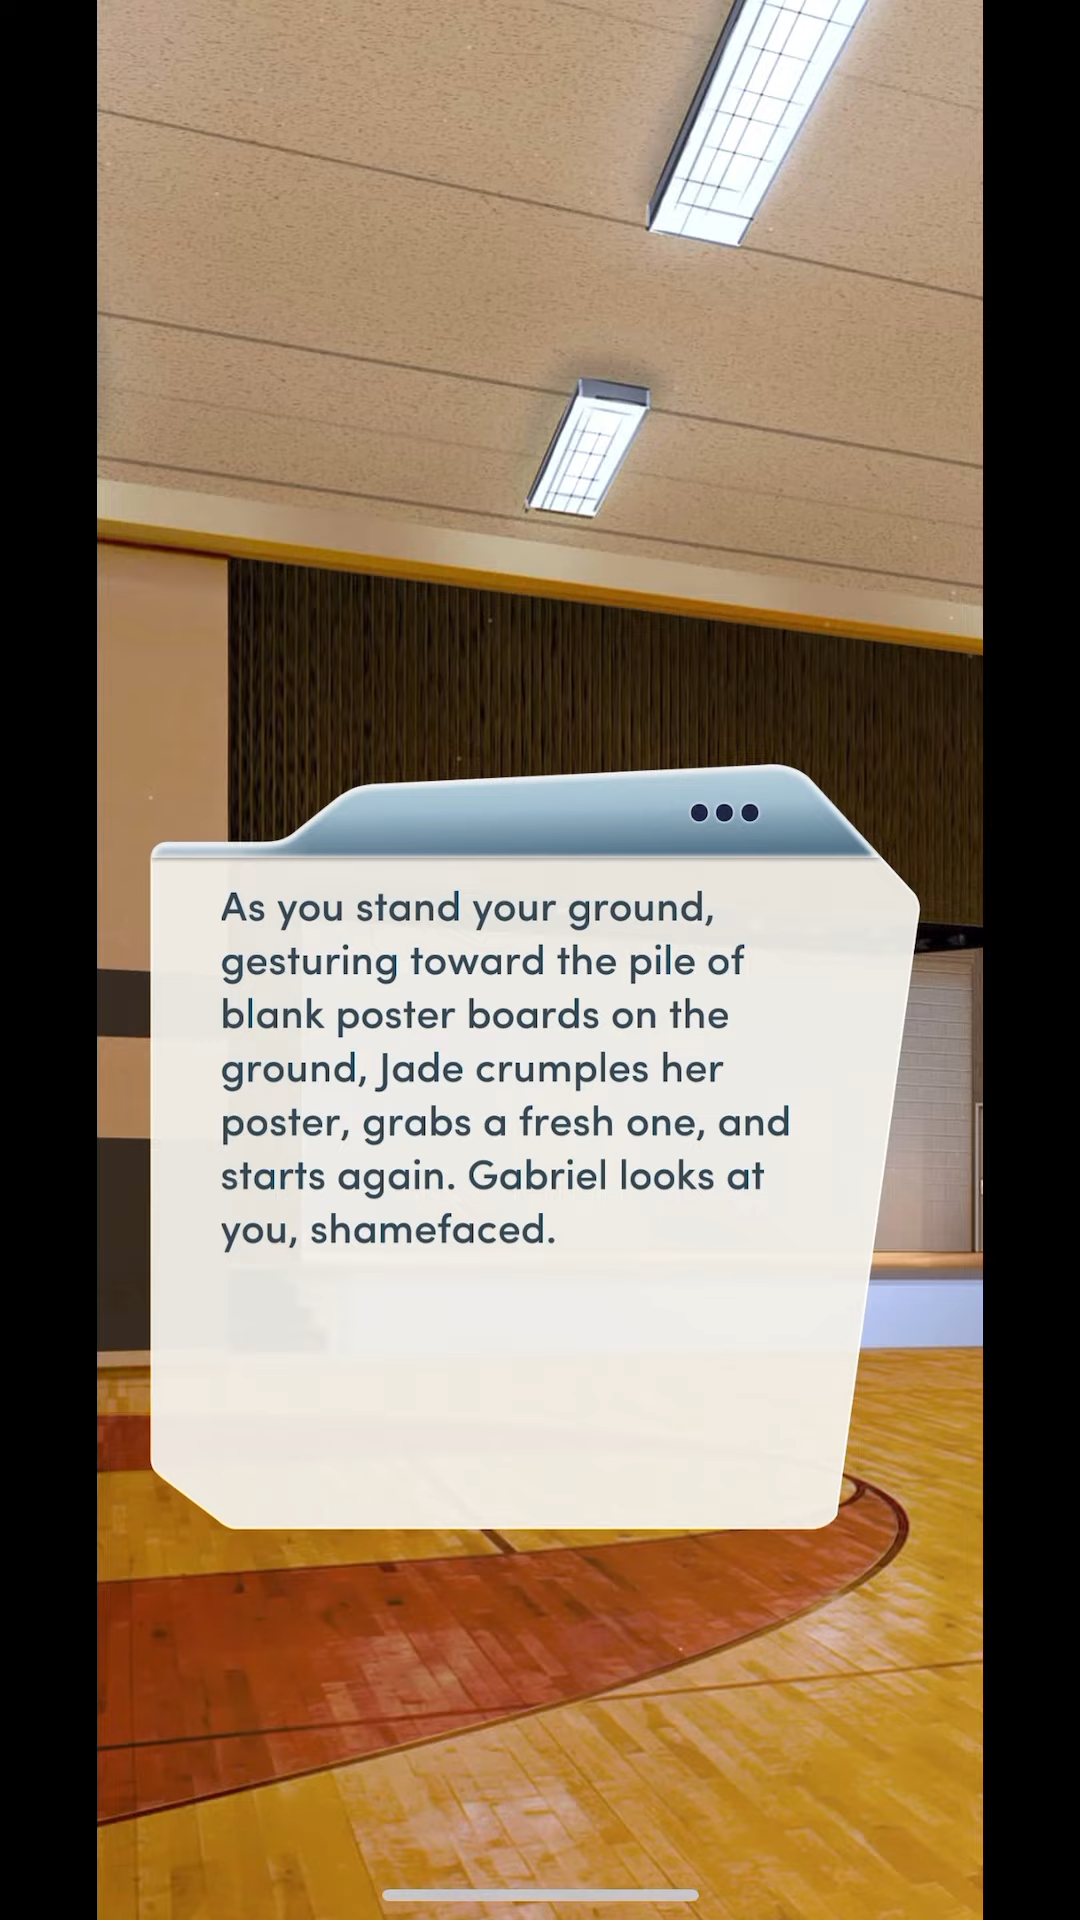 As you stand your ground,
gesturing toward the pile of
blank poster boards on the
ground, Jade crumples her
poster, grabs a fresh one, and
starts again. Gabriel looks at
you, shamefaced.